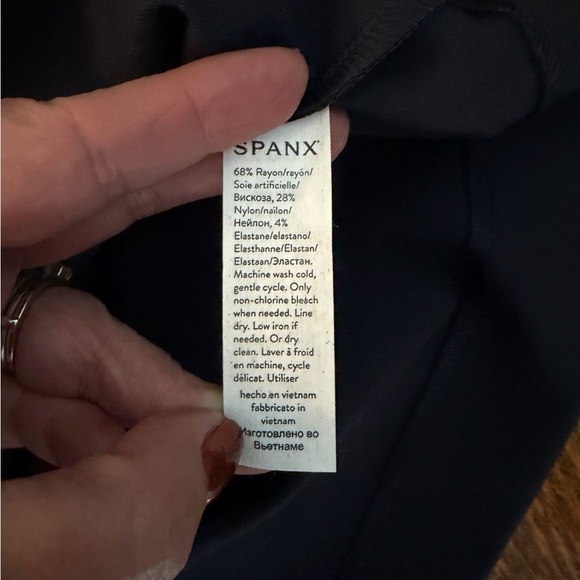 SPANX
68% Rayon/rayón/
Soie artificielle/
Вискоза, 28%
Nylon/nailon/
Нейлон, 4%
Elastane/elastano/
Elasthanne/Elastan/
Elastaan/Эластан.
Machine wash cold,
gentle cycle. Only
non-chlorine bleach
when needed. Line
dry. Low iron if
needed. Or dry
clean. Laver à froid
en machine, cycle
délicat. Utiliser
hecho en vietnam
fabbricato in
vietnam
Изготовлено во
Вьетнаме